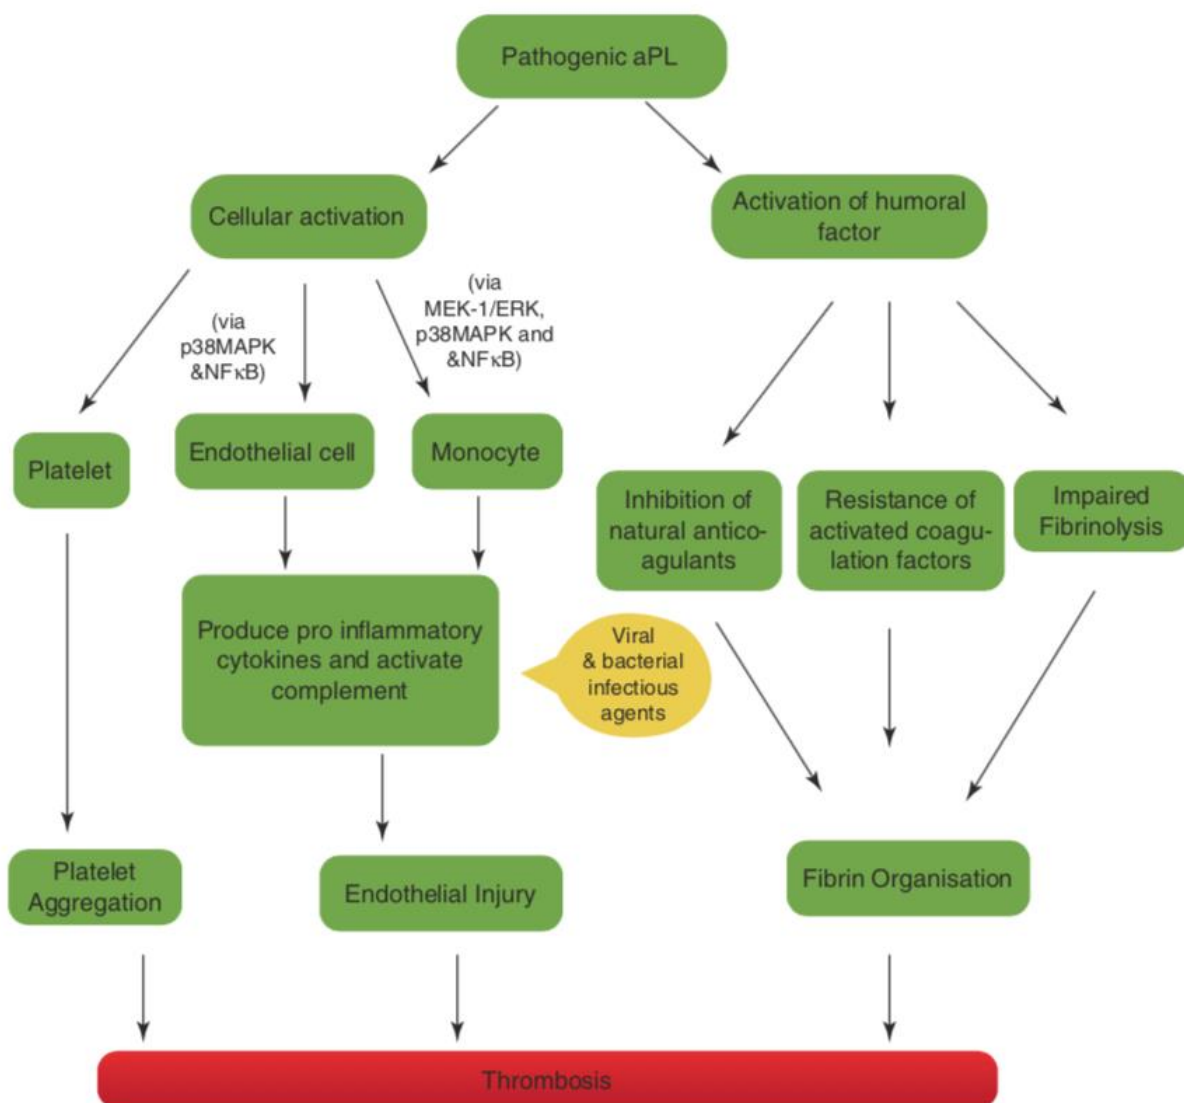 Pathogenic aPL
Cellular activation
Activation of humoral
factor
(via
p38MAPK
&NFκB)
(via
MEK-1/ERK,
p38MAPK and
&NFκB)
Platelet
Endothelial cell
Monocyte
Inhibition of
natural antico-
agulants
Resistance of
activated coagu-
lation factors
Impaired
Fibrinolysis
Produce pro inflammatory
cytokines and activate
complement
Viral
& bacterial
infectious
agents
Platelet
Aggregation
Endothelial Injury
Fibrin Organisation
Thrombosis